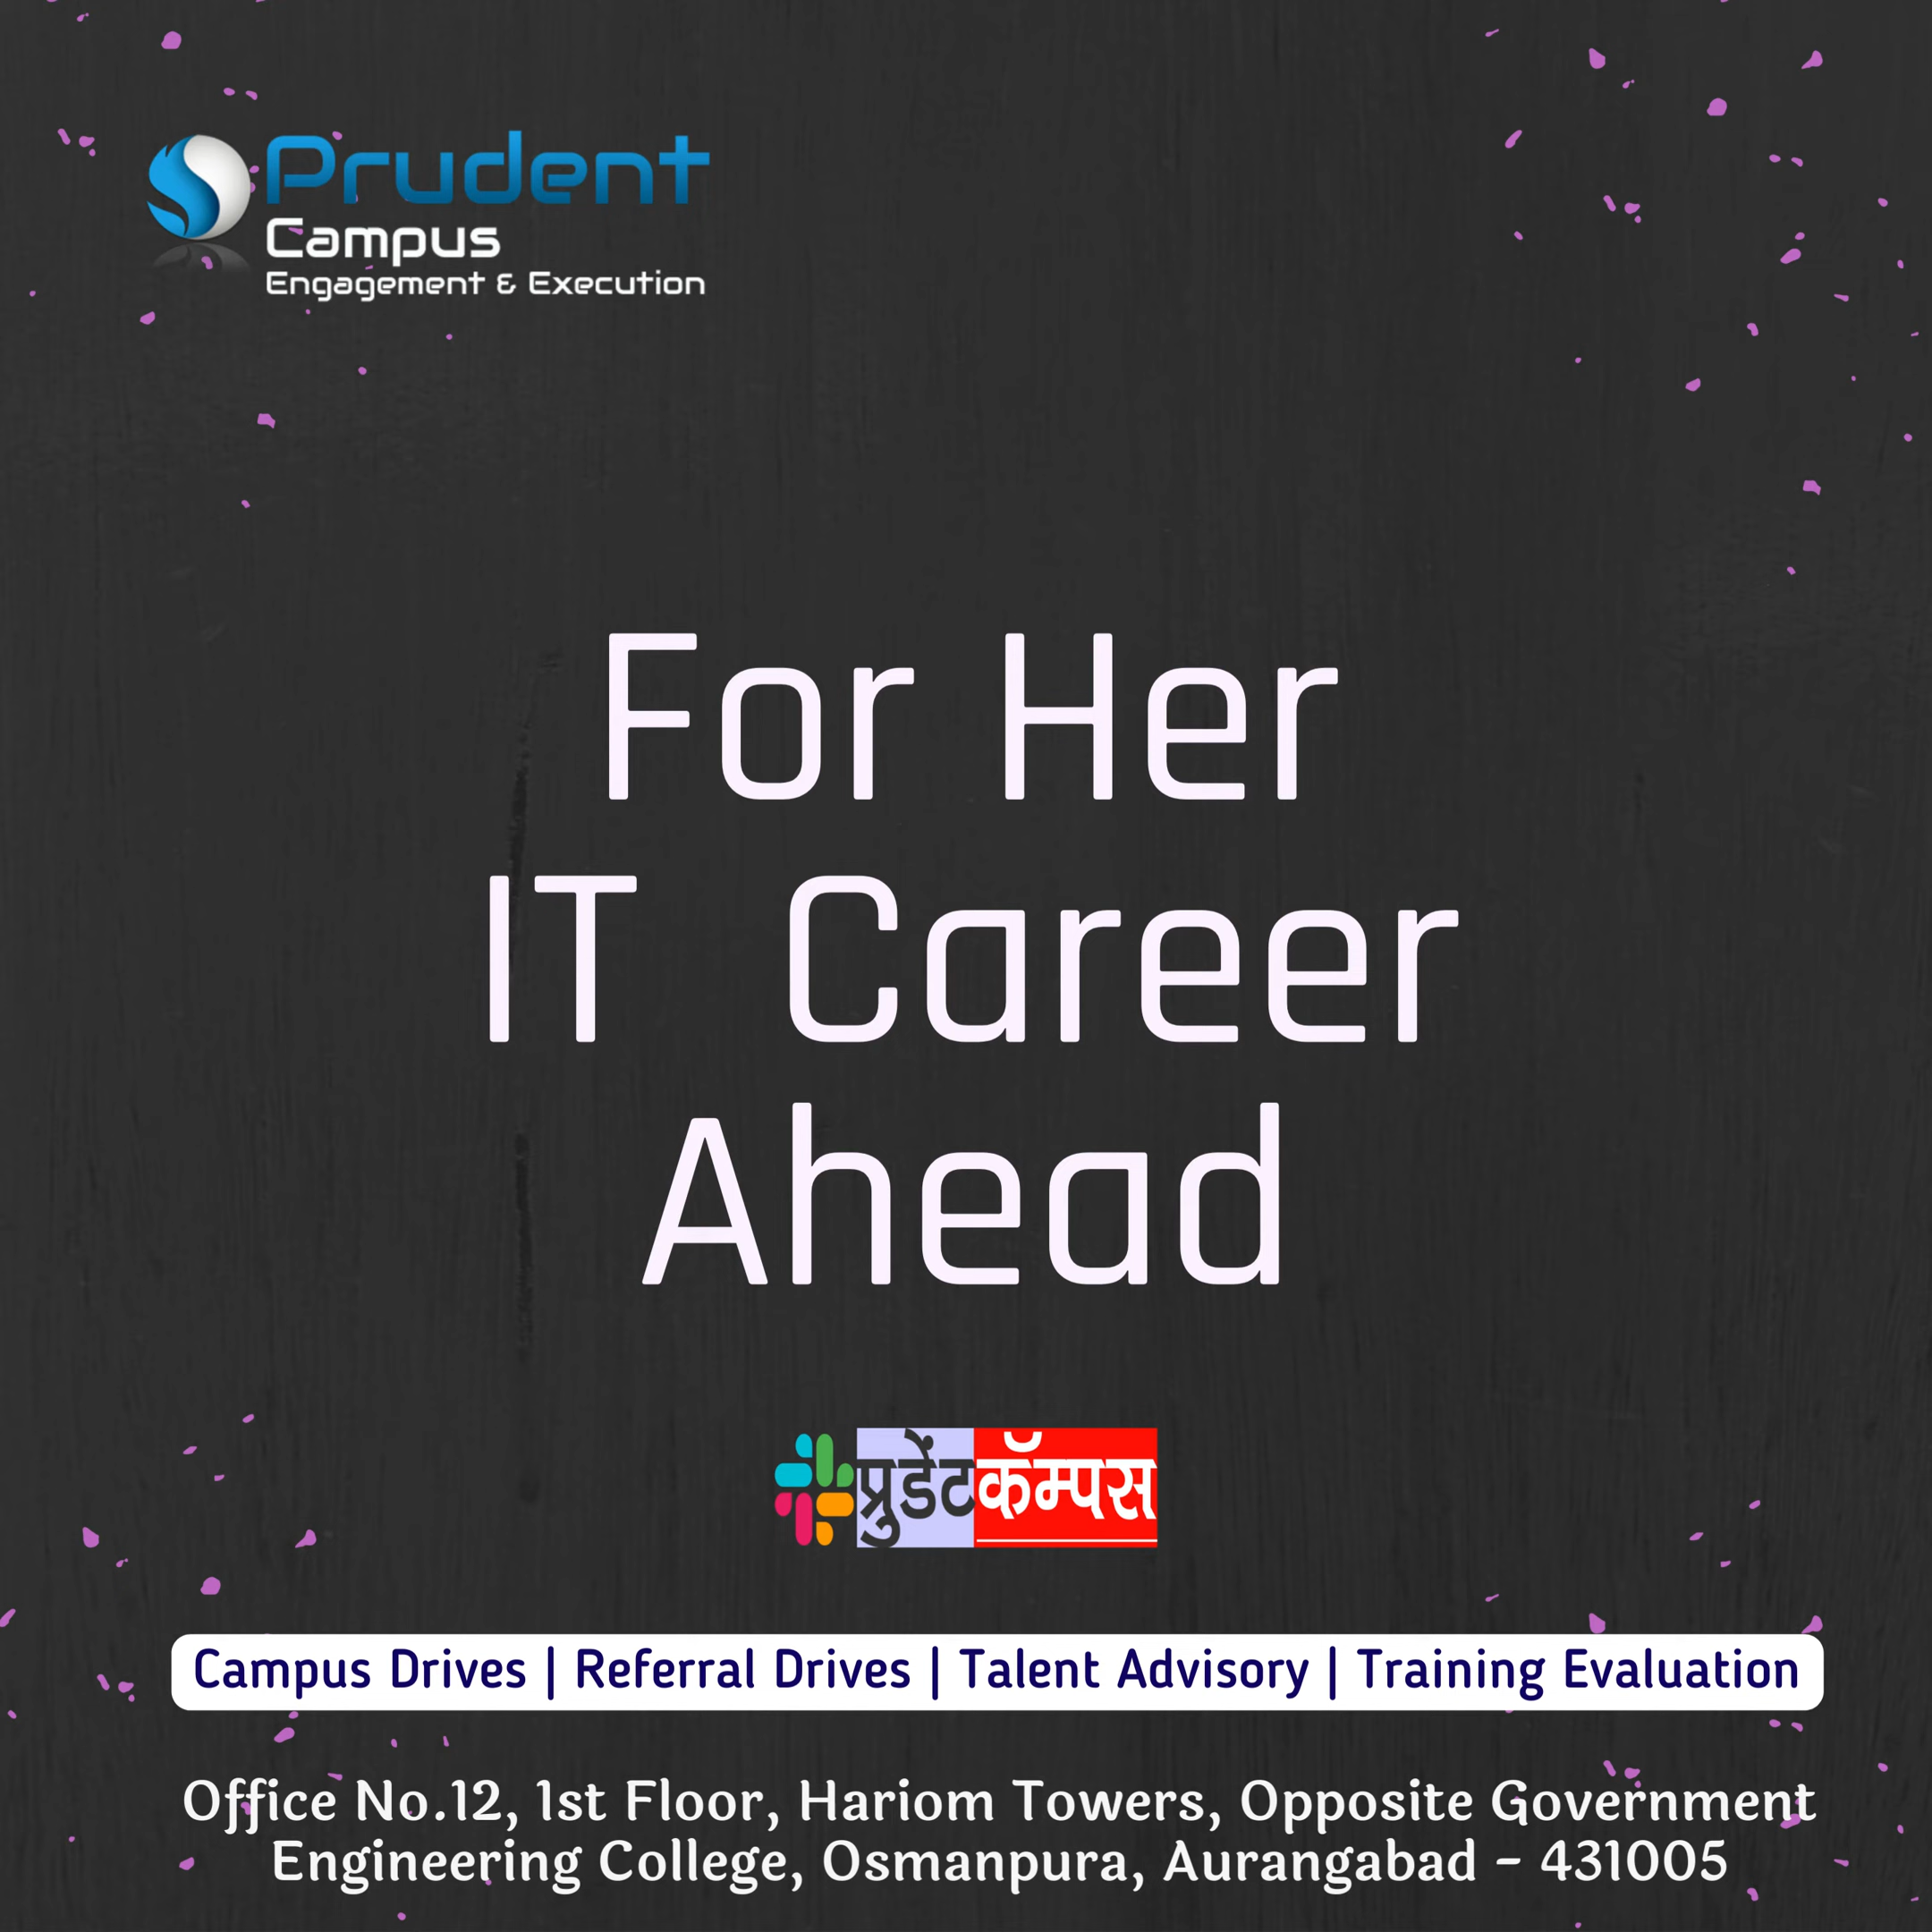 Prudent
Campus
Engagement & Execution
For Her
IT Career
Ahead
प्रुडेंट कॅम्पस
Campus Drives | Referral Drives | Talent Advisory | Training Evaluation
Office No.12, 1st Floor, Hariom Towers, Opposite Government
Engineering College, Osmanpura, Aurangabad - 431005